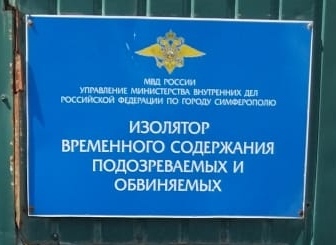 МВД РОССИИ
УПРАВЛЕНИЕ МИНИСТЕРСТВА ВНУТРЕННИХ ДЕЛ
РОССИЙСКОЙ ФЕДЕРАЦИИ ПО ГОРОДУ СИМФЕРОПОЛЮ
ИЗОЛЯТОР
ВРЕМЕННОГО СОДЕРЖАНИЯ
ПОДОЗРЕВАЕМЫХ И
ОБВИНЯЕМЫХ